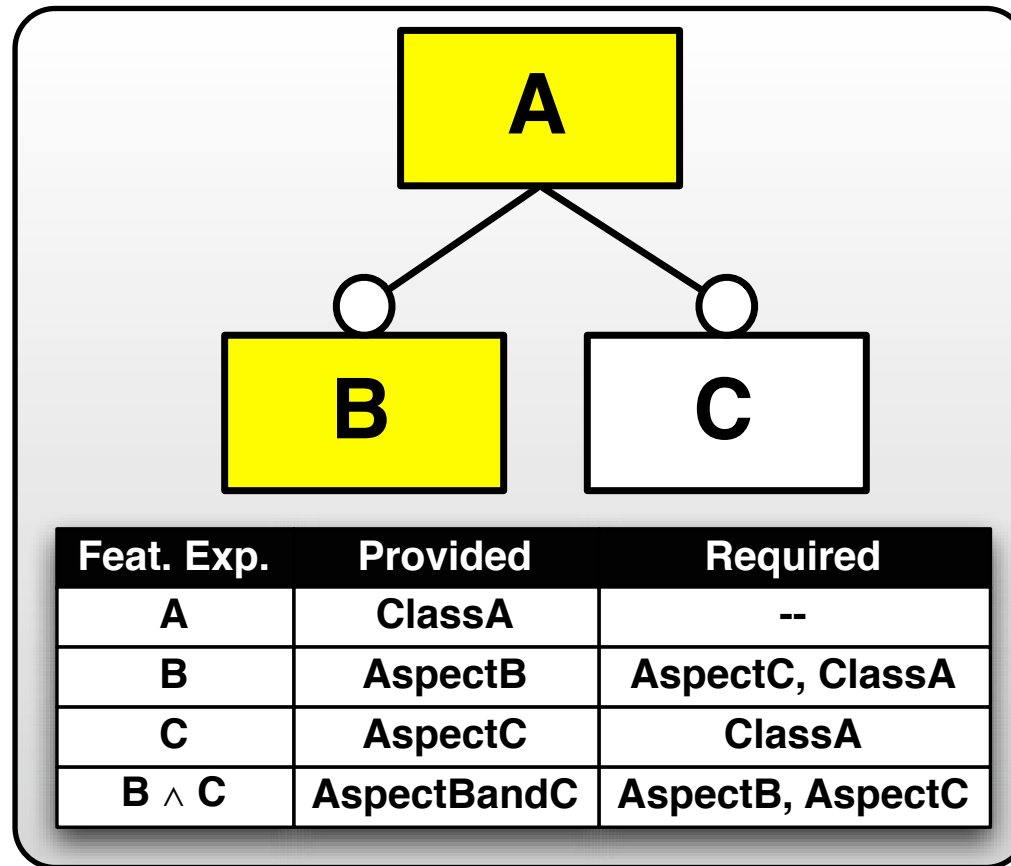 A
B C
Feat. Exp. Provided Required
A ClassA --
B AspectB AspectC, ClassA
C AspectC ClassA
B ∧ C AspectBandC AspectB, AspectC